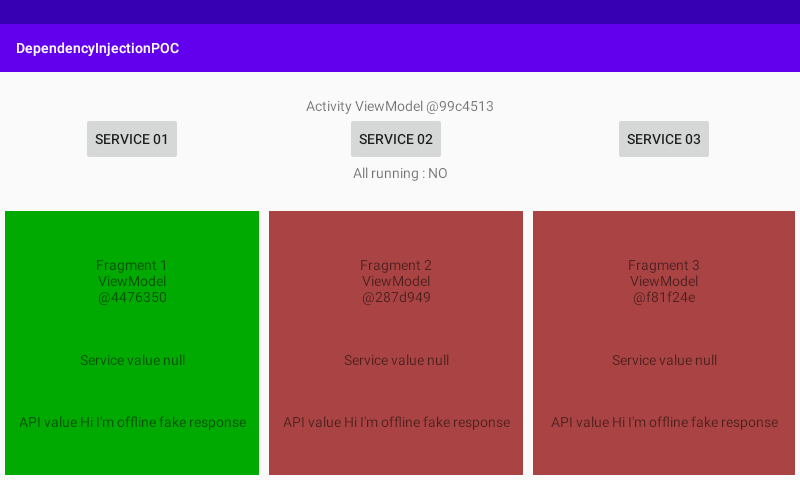 DependencyInjectionPOC
Activity ViewModel @99c4513
SERVICE 01
SERVICE 02
SERVICE 03
All running : NO
Fragment 1
ViewModel
@4476350
Service value null
API value Hi I'm offline fake response
Fragment 2
ViewModel
@287d949
Service value null
API value Hi I'm offline fake response
Fragment 3
ViewModel
@f81f24e
Service value null
API value Hi I'm offline fake response